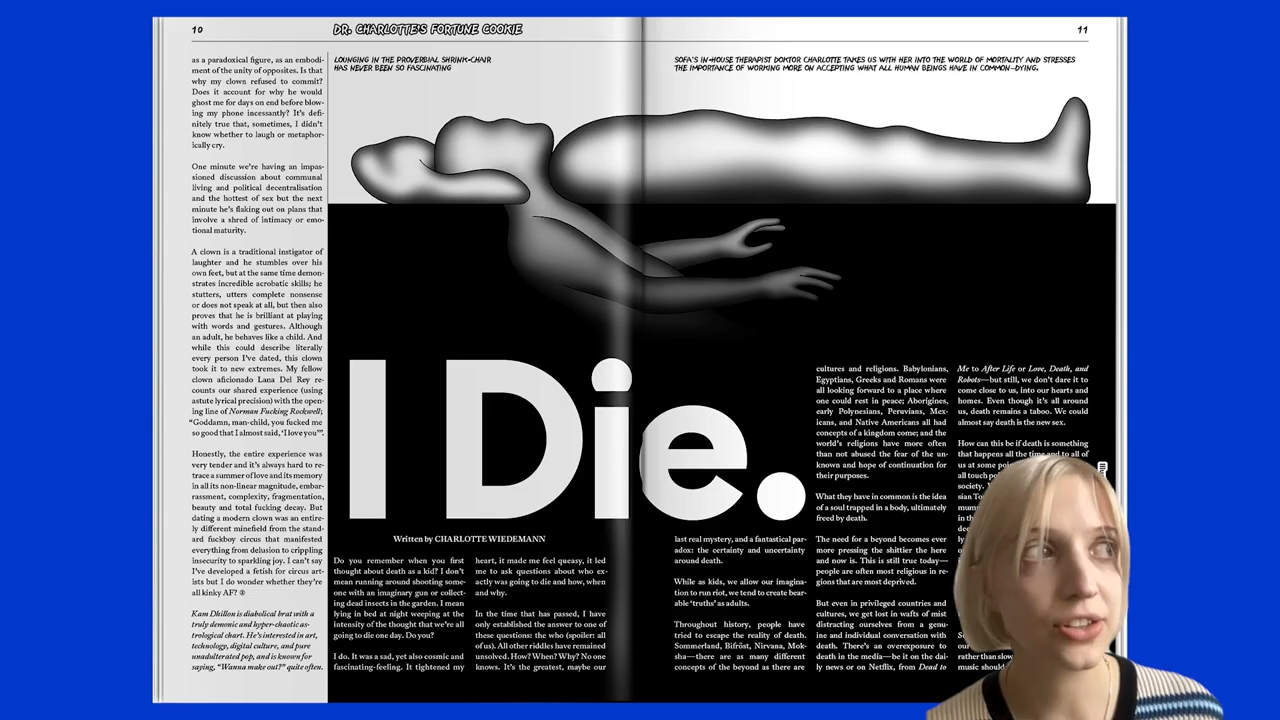 10
DR. CHARLOTTE'S FORTUNE COOKIE
11
as a paradoxical figure, as an embodi-
ment of the unity of opposites. Is that
why my clown refused to commit?
Does it account for why he would
ghost me for days on end before blow-
ing my phone incessantly? It's defi-
nitely true that, sometimes, I didn't
know whether to laugh or metaphor-
ically cry.
One minute we're having an impas-
sioned discussion about communal
living and political decentralisation
and the hottest of sex but the next
minute he's flaking out on plans that
involve a shred of intimacy or emo-
tional maturity.
A clown is a traditional instigator of
laughter and he stumbles over his
own feet, but at the same time demon-
strates incredible acrobatic skills; he
stutters, utters complete nonsense
or does not speak at all, but then also
proves that he is brilliant at playing
with words and gestures. Although
an adult, he behaves like a child. And
while this could describe literally
every person I've dated, this clown
took it to new extremes. My fellow
clown aficionado Lana Del Rey re-
counts our shared experience (using
astute lyrical precision) with the open-
ing line of Norman Fucking Rockwell;
"Goddamn, man-child, you fucked me
so good that I almost said, 'I love you'".
Honestly, the entire experience was
very tender and it's always hard to re-
trace a summer of love and its memory
in all its non-linear magnitude, embar-
rassment, complexity, fragmentation,
beauty and total fucking decay. But
dating a modern clown was an entire-
ly different minefield from the stand-
ard fuckboy circus that manifested
everything from delusion to crippling
insecurity to sparkling joy. I can't say
I've developed a fetish for circus art-
ists but I do wonder whether they're
all kinky AF?
Kam Dhillon is diabolical brat with a
truly demonic and hyper-chaotic as-
trological chart. He's interested in art,
technology, digital culture, and pure
unadulterated pop, and is known for
saying, "Wanna make out?" quite often.
LOUNGING IN THE PROVERBIAL SHRINK-CHAIR
HAS NEVER BEEN SO FASCINATING
SOFA'S IN-HOUSE THERAPIST DOKTOR CHARLOTTE TAKES US WITH HER INTO THE WORLD OF MORTALITY AND STRESSES
THE IMPORTANCE OF WORKING MORE ON ACCEPTING WHAT ALL HUMAN BEINGS HAVE IN COMMON–DYING.
I Die.
Written by CHARLOTTE WIEDEMANN
Do you remember when you first
thought about death as a kid? I don't
mean running around shooting some-
one with an imaginary gun or collect-
ing dead insects in the garden. I mean
lying in bed at night weeping at the
intensity of the thought that we're all
going to die one day. Do you?
I do. It was a sad, yet also cosmic and
fascinating-feeling. It tightened my
heart, it made me feel queasy, it led
me to ask questions about who ex-
actly was going to die and how, when
and why.
In the time that has passed, I have
only established the answer to one of
these questions: the who (spoiler: all
of us). All other riddles have remained
unsolved. How? When? Why? No one
knows. It's the greatest, maybe our
last real mystery, and a fantastical par-
adox: the certainty and uncertainty
around death.
While as kids, we allow our imagina-
tion to run riot, we tend to create bear-
able 'truths' as adults.
Throughout history, people have
tried to escape the reality of death.
Sommerland, Bifröst, Nirvana, Mok-
sha—there are as many different
concepts of the beyond as there are
cultures and religions. Babylonians,
Egyptians, Greeks and Romans were
all looking forward to a place where
one could rest in peace; Aborigines,
early Polynesians, Peruvians, Mex-
icans, and Native Americans all had
concepts of a kingdom come; and the
world's religions have more often
than not abused the fear of the un-
known and hope of continuation for
their purposes.
What they have in common is the idea
of a soul trapped in a body, ultimately
freed by death.
The need for a beyond becomes ever
more pressing the shittier the here
and now is. This is still true today—
people are often most religious in re-
gions that are most deprived.
But even in privileged countries and
cultures, we get lost in wafts of mist
distracting ourselves from a genu-
ine and individual conversation with
death. There's an overexposure to
death in the media—be it on the dai-
ly news or on Netflix, from Dead to
Me to After Life or Love, Death, and
Robots—but still, we don't dare it to
come close to us, into our hearts and
homes. Even though it's all around
us, death remains a taboo. We could
almost say death is the new sex.
How can this be if death is something
that happens all the time and to all of
us at some
all touch
society.
sian
in
rather than slow
music should